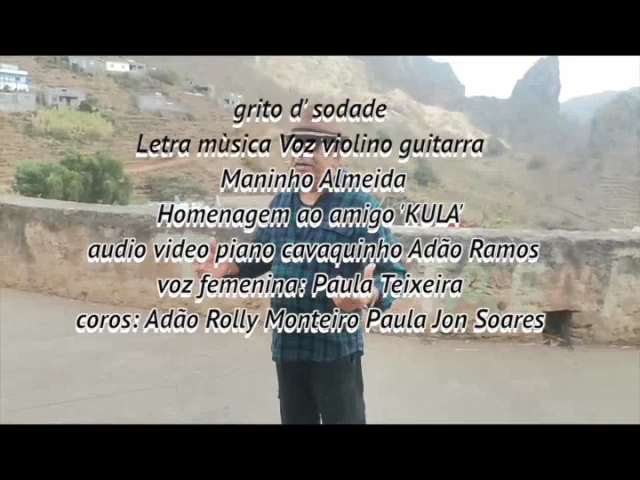 grito d' sodade
Letra mùsica Voz violino guitarra
Maninho Almeida
Homenagem ao amigo 'KULA'
audio video piano cavaquinho Adão Ramos
voz femenina: Paula Teixeira
coros: Adão Rolly Monteiro Paula Jon Soares